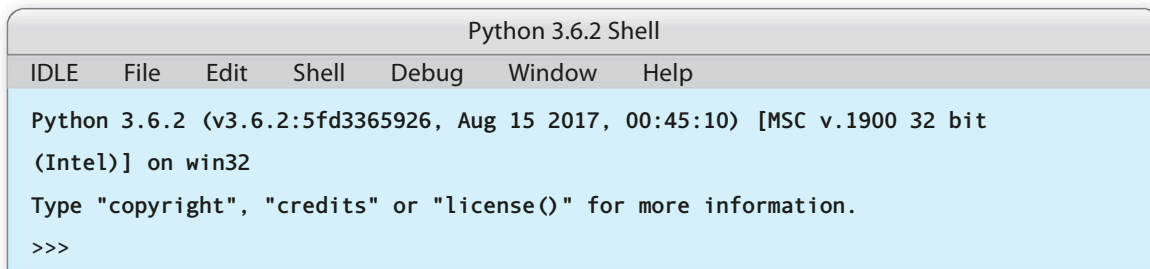 Python 3.6.2 Shell
IDLE File Edit Shell Debug Window Help
Python 3.6.2 (v3.6.2:5fd3365926, Aug 15 2017, 00:45:10) [MSC v.1900 32 bit
(Intel)] on win32
Type "copyright", "credits" or "license()" for more information.
>>>